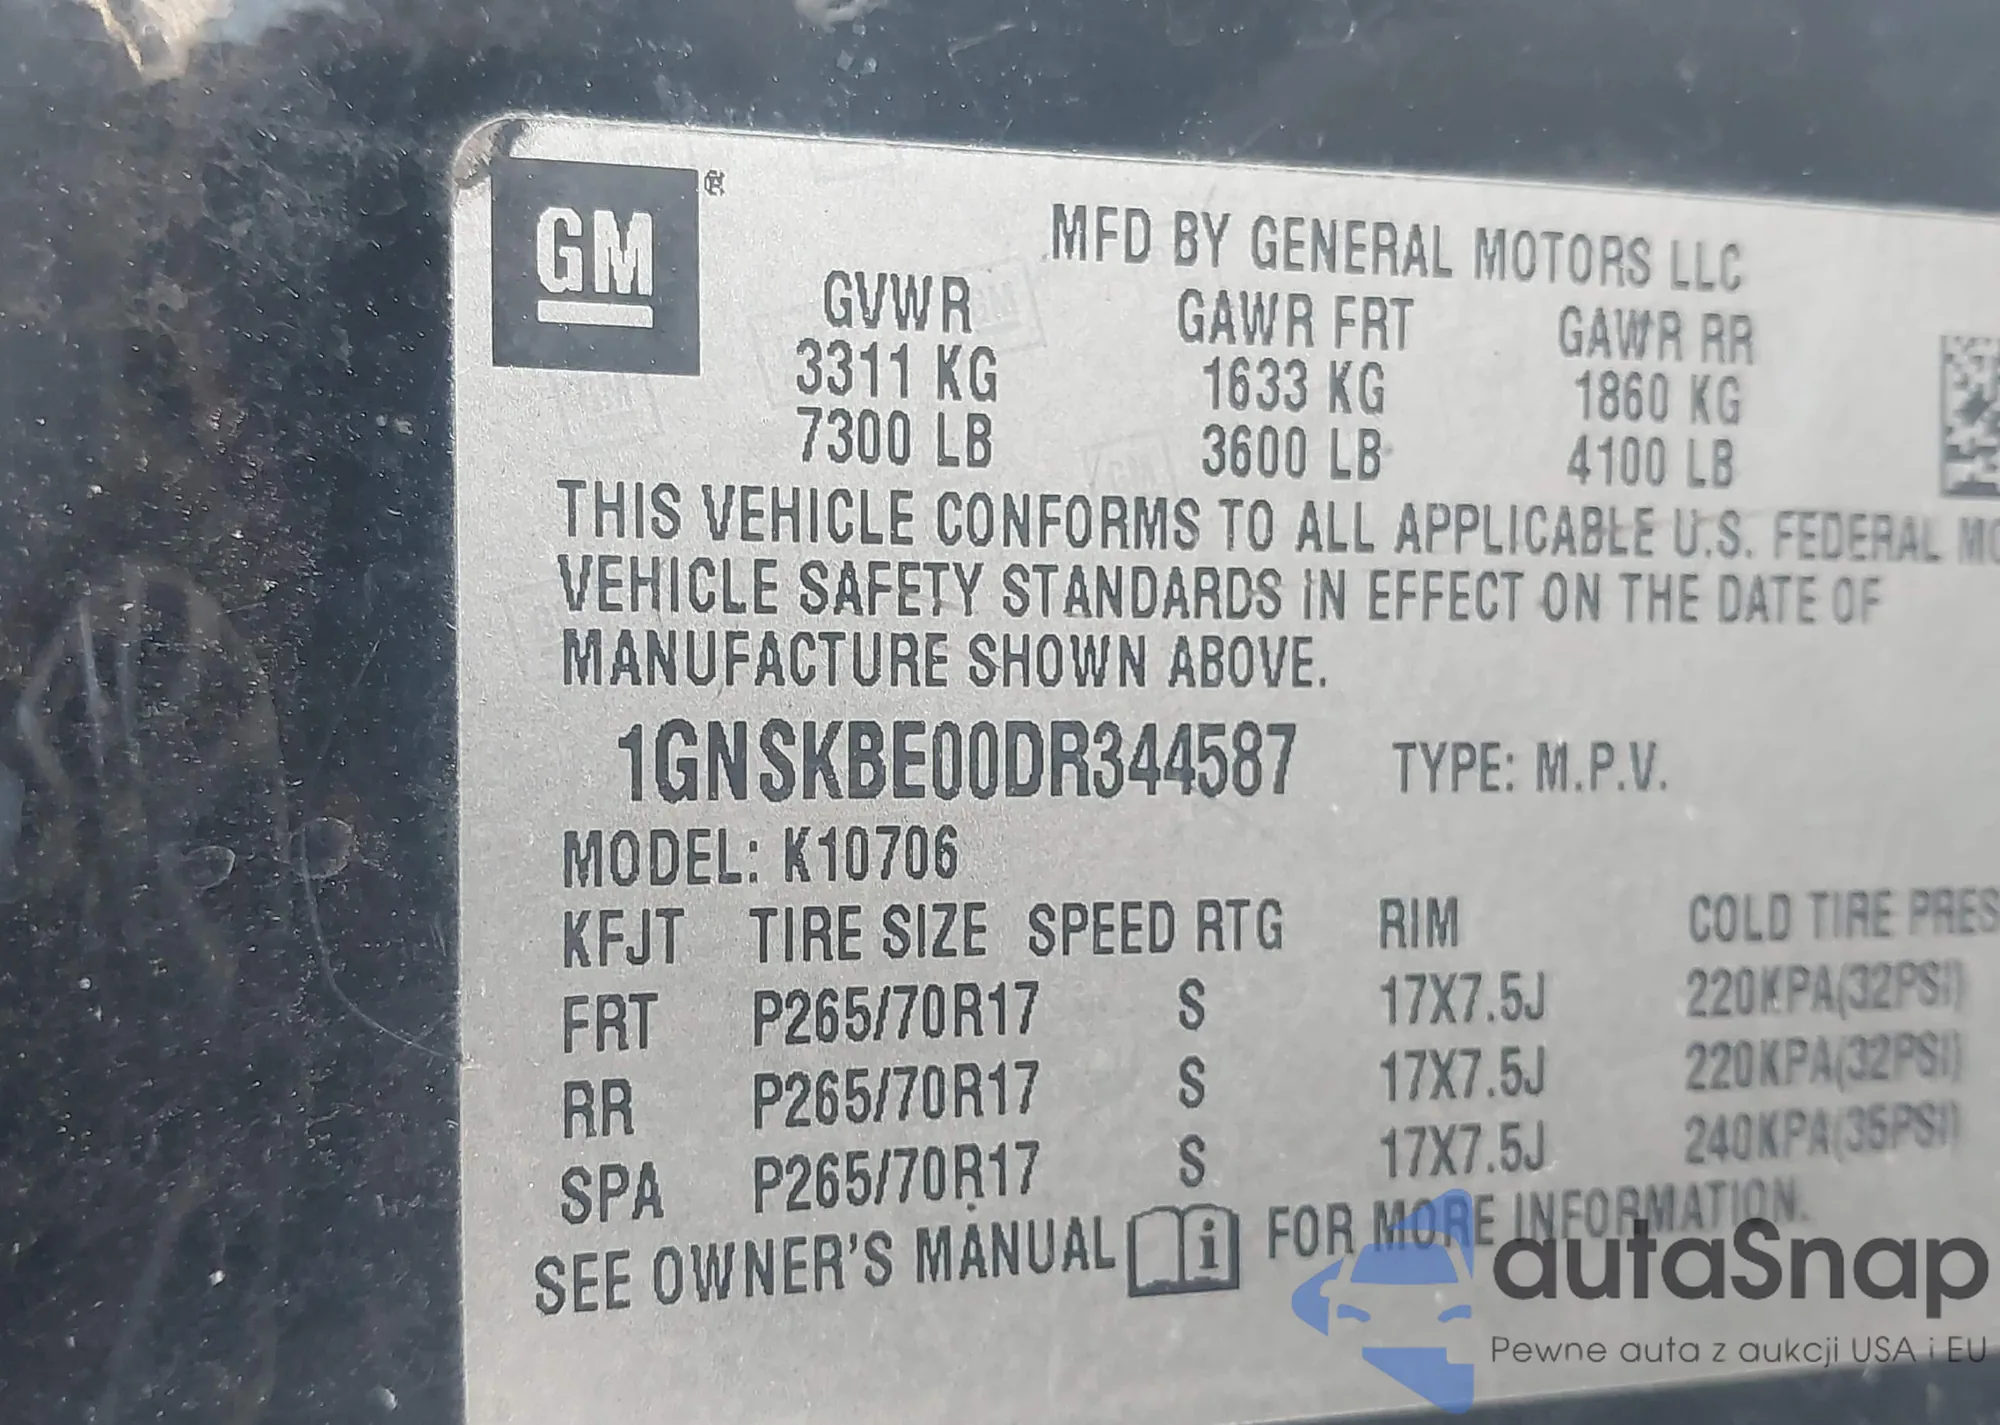 GM
MFD BY GENERAL MOTORS LLC
GVWR GAWR FRT GAWR RR
3311 KG 1633 KG 1860 KG
7300 LB 3600 LB 4100 LB
THIS VEHICLE CONFORMS TO ALL APPLICABLE U.S. FEDERAL MO
VEHICLE SAFETY STANDARDS IN EFFECT ON THE DATE OF
MANUFACTURE SHOWN ABOVE.
1GNSKBE00DR344587 TYPE: M.P.V.
MODEL: K10706
KFJT TIRE SIZE SPEED RTG RIM COLD TIRE PRES
FRT P265/70R17 S 17X7.5J 220KPA(32PSI)
RR P265/70R17 S 17X7.5J 220KPA(32PSI)
SPA P265/70R17 S 17X7.5J 240KPA(35PSI)
SEE OWNER'S MANUAL i FOR MORE INFORMATION.
autaSnap
Pewne auta z aukcji USA i EU